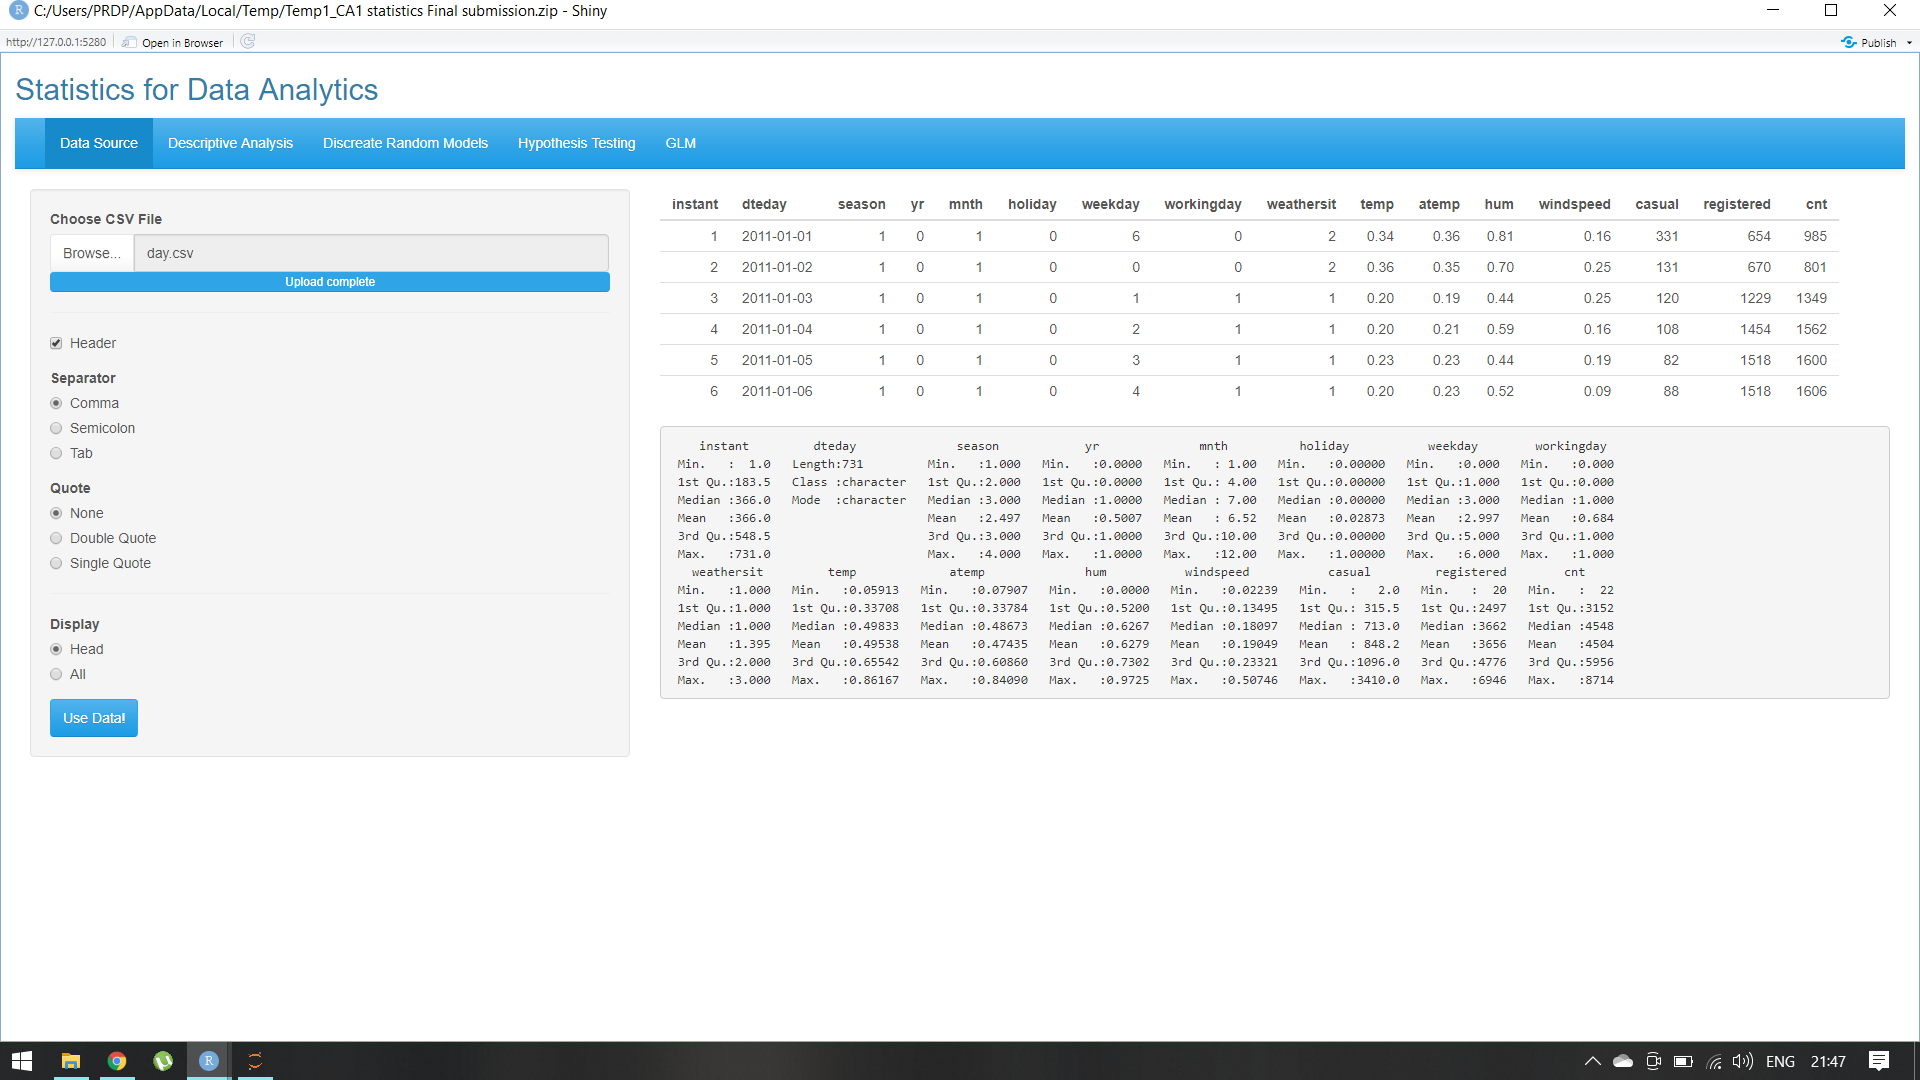 R C:/Users/PRDP/AppData/Local/Temp/Temp1_CA1 statistics Final submission.zip - Shiny
http://127.0.0.1:5280 Open in Browser Publish
Statistics for Data Analytics
Data Source Descriptive Analysis Discreate Random Models Hypothesis Testing GLM
Choose CSV File
Browse... day.csv
Upload complete
Header
Separator
Comma
Semicolon
Tab
Quote
None
Double Quote
Single Quote
Display
Head
All
Use Data!
instant dteday season yr mnth holiday weekday workingday weathersit temp atemp hum windspeed casual registered cnt
1 2011-01-01 1 0 1 0 6 0 2 0.34 0.36 0.81 0.16 331 654 985
2 2011-01-02 1 0 1 0 0 0 2 0.36 0.35 0.70 0.25 131 670 801
3 2011-01-03 1 0 1 0 1 1 1 0.20 0.19 0.44 0.25 120 1229 1349
4 2011-01-04 1 0 1 0 2 1 1 0.20 0.21 0.59 0.16 108 1454 1562
5 2011-01-05 1 0 1 0 3 1 1 0.23 0.23 0.44 0.19 82 1518 1600
6 2011-01-06 1 0 1 0 4 1 1 0.20 0.23 0.52 0.09 88 1518 1606
instant dteday season yr mnth holiday weekday workingday
Min. : 1.0 Length:731 Min. :1.000 Min. :0.0000 Min. : 1.00 Min. :0.00000 Min. :0.000 Min. :0.000
1st Qu.:183.5 Class :character 1st Qu.:2.000 1st Qu.:0.0000 1st Qu.: 4.00 1st Qu.:0.00000 1st Qu.:1.000 1st Qu.:0.000
Median :366.0 Mode :character Median :3.000 Median :1.0000 Median : 7.00 Median :0.00000 Median :3.000 Median :1.000
Mean :366.0 Mean :2.497 Mean :0.5007 Mean : 6.52 Mean :0.02873 Mean :2.997 Mean :0.684
3rd Qu.:548.5 3rd Qu.:3.000 3rd Qu.:1.0000 3rd Qu.:10.00 3rd Qu.:0.00000 3rd Qu.:5.000 3rd Qu.:1.000
Max. :731.0 Max. :4.000 Max. :1.0000 Max. :12.00 Max. :1.00000 Max. :6.000 Max. :1.000
weathersit temp atemp hum windspeed casual registered cnt
Min. :1.000 Min. :0.05913 Min. :0.07907 Min. :0.0000 Min. :0.02239 Min. : 2.0 Min. : 20 Min. : 22
1st Qu.:1.000 1st Qu.:0.33708 1st Qu.:0.33784 1st Qu.:0.5200 1st Qu.:0.13495 1st Qu.: 315.5 1st Qu.:2497 1st Qu.:3152
Median :1.000 Median :0.49833 Median :0.48673 Median :0.6267 Median :0.18097 Median : 713.0 Median :3662 Median :4548
Mean :1.395 Mean :0.49538 Mean :0.47435 Mean :0.6279 Mean :0.19049 Mean : 848.2 Mean :3656 Mean :4504
3rd Qu.:2.000 3rd Qu.:0.65542 3rd Qu.:0.60860 3rd Qu.:0.7302 3rd Qu.:0.23321 3rd Qu.:1096.0 3rd Qu.:4776 3rd Qu.:5956
Max. :3.000 Max. :0.86167 Max. :0.84090 Max. :0.9725 Max. :0.50746 Max. :3410.0 Max. :6946 Max. :8714
R ENG 21:47